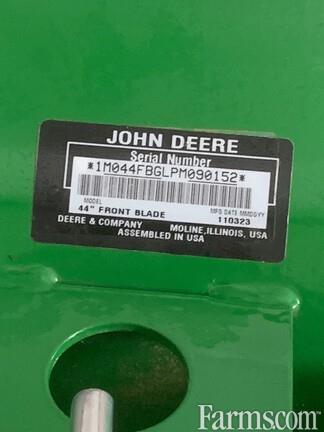 JOHN DEERE
Serial Number
*1M044FBGLPM090152*
MODEL MFG DATE MMDDYY
44" FRONT BLADE 110323
DEERE & COMPANY MOLINE, ILLINOIS, USA
ASSEMBLED IN USA
Farms.com